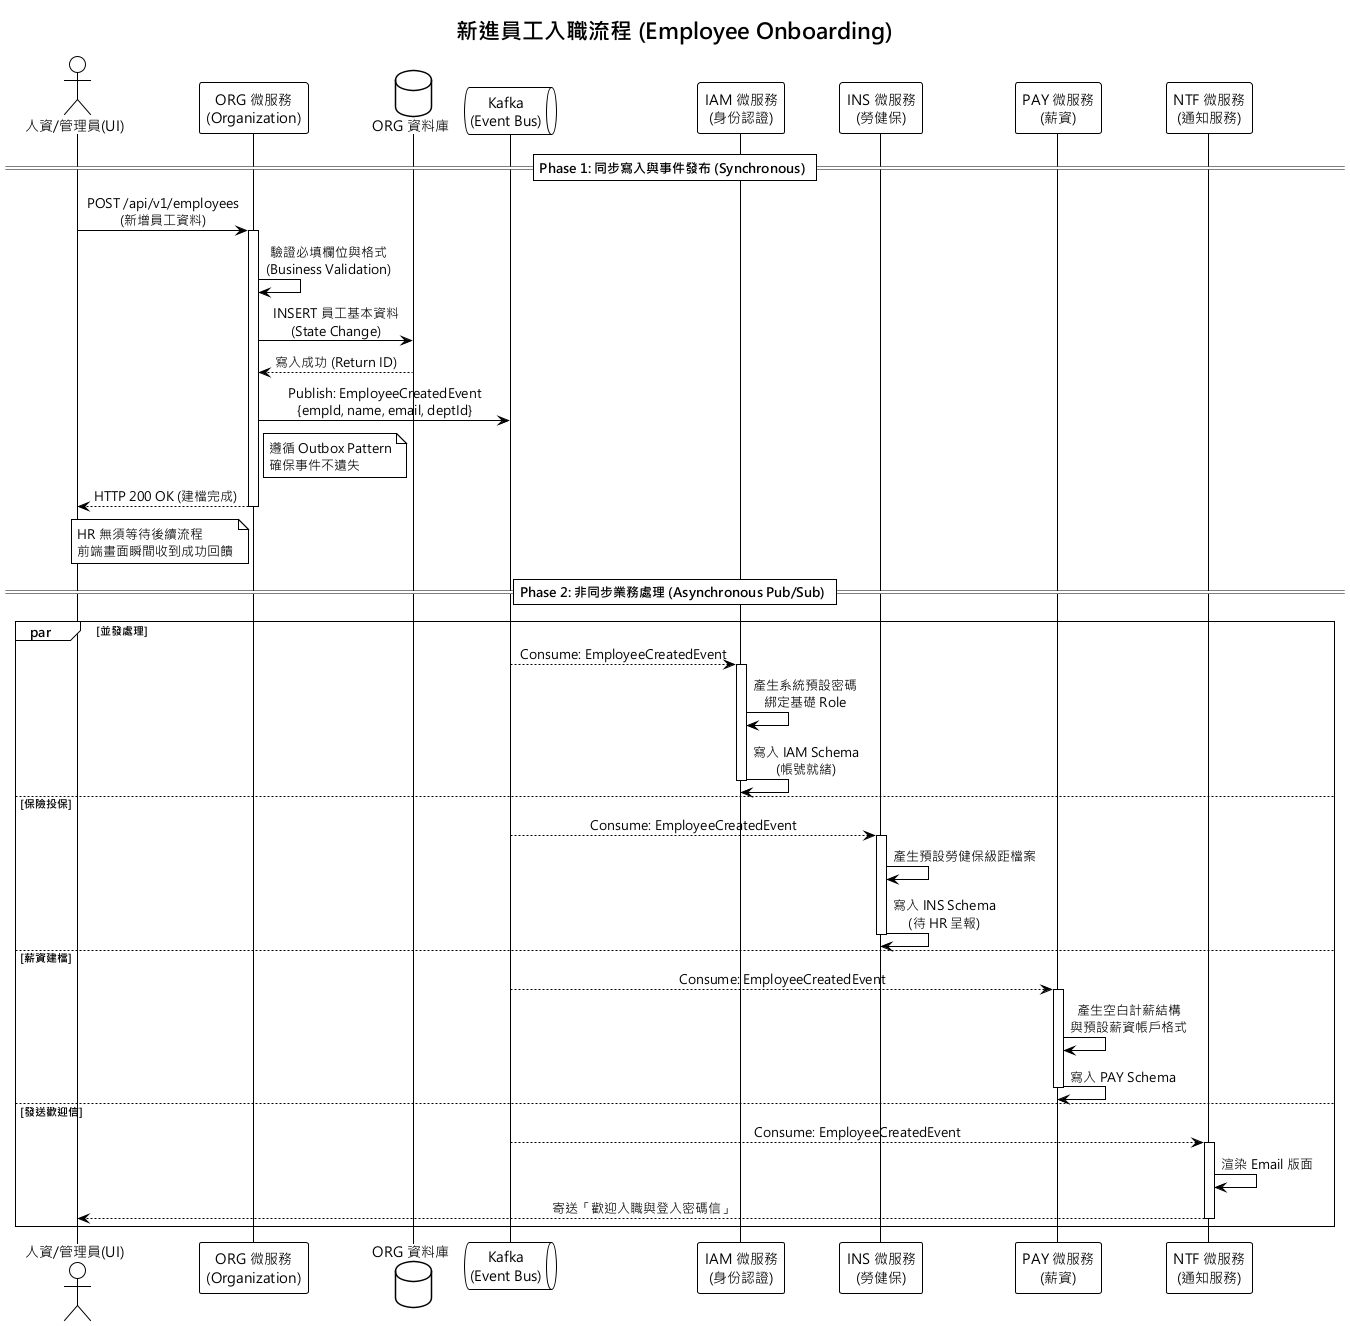 新進員工入職流程 (Employee Onboarding)
人資/管理員(UI)
ORG 微服務
(Organization)
ORG 資料庫
Kafka
(Event Bus)
IAM 微服務
(身份認證)
INS 微服務
(勞健保)
PAY 微服務
(薪資)
NTF 微服務
(通知服務)
Phase 1: 同步寫入與事件發布 (Synchronous)
POST /api/v1/employees
(新增員工資料)
驗證必填欄位與格式
(Business Validation)
INSERT 員工基本資料
(State Change)
寫入成功 (Return ID)
Publish: EmployeeCreatedEvent
{empId, name, email, deptId}
遵循 Outbox Pattern
確保事件不遺失
HTTP 200 OK (建檔完成)
HR 無須等待後續流程
前端畫面瞬間收到成功回饋
Phase 2: 非同步業務處理 (Asynchronous Pub/Sub)
par [並發處理]
Consume: EmployeeCreatedEvent
產生系統預設密碼
綁定基礎 Role
寫入 IAM Schema
(帳號就緒)
[保險投保]
Consume: EmployeeCreatedEvent
產生預設勞健保級距檔案
寫入 INS Schema
(待 HR 呈報)
[薪資建檔]
Consume: EmployeeCreatedEvent
產生空白計薪結構
與預設薪資帳戶格式
寫入 PAY Schema
[發送歡迎信]
Consume: EmployeeCreatedEvent
渲染 Email 版面
寄送「歡迎入職與登入密碼信」
人資/管理員(UI)
ORG 微服務
(Organization)
ORG 資料庫
Kafka
(Event Bus)
IAM 微服務
(身份認證)
INS 微服務
(勞健保)
PAY 微服務
(薪資)
NTF 微服務
(通知服務)